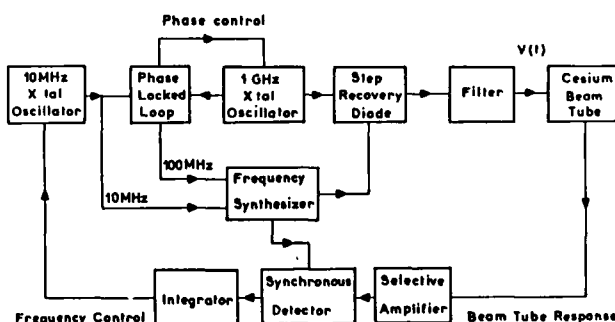 Phase control
V(t)
10MHz
X tal
Oscillator
Phase
Locked
Loop
1 GHz
X tal
Oscillator
Step
Recovery
Diode
Filter
Cesium
Beam
Tube
100MHz
10MHz
Frequency
Synthesizer
Integrator
Synchronous
Detector
Selective
Amplifier
Frequency Control
Beam Tube Response